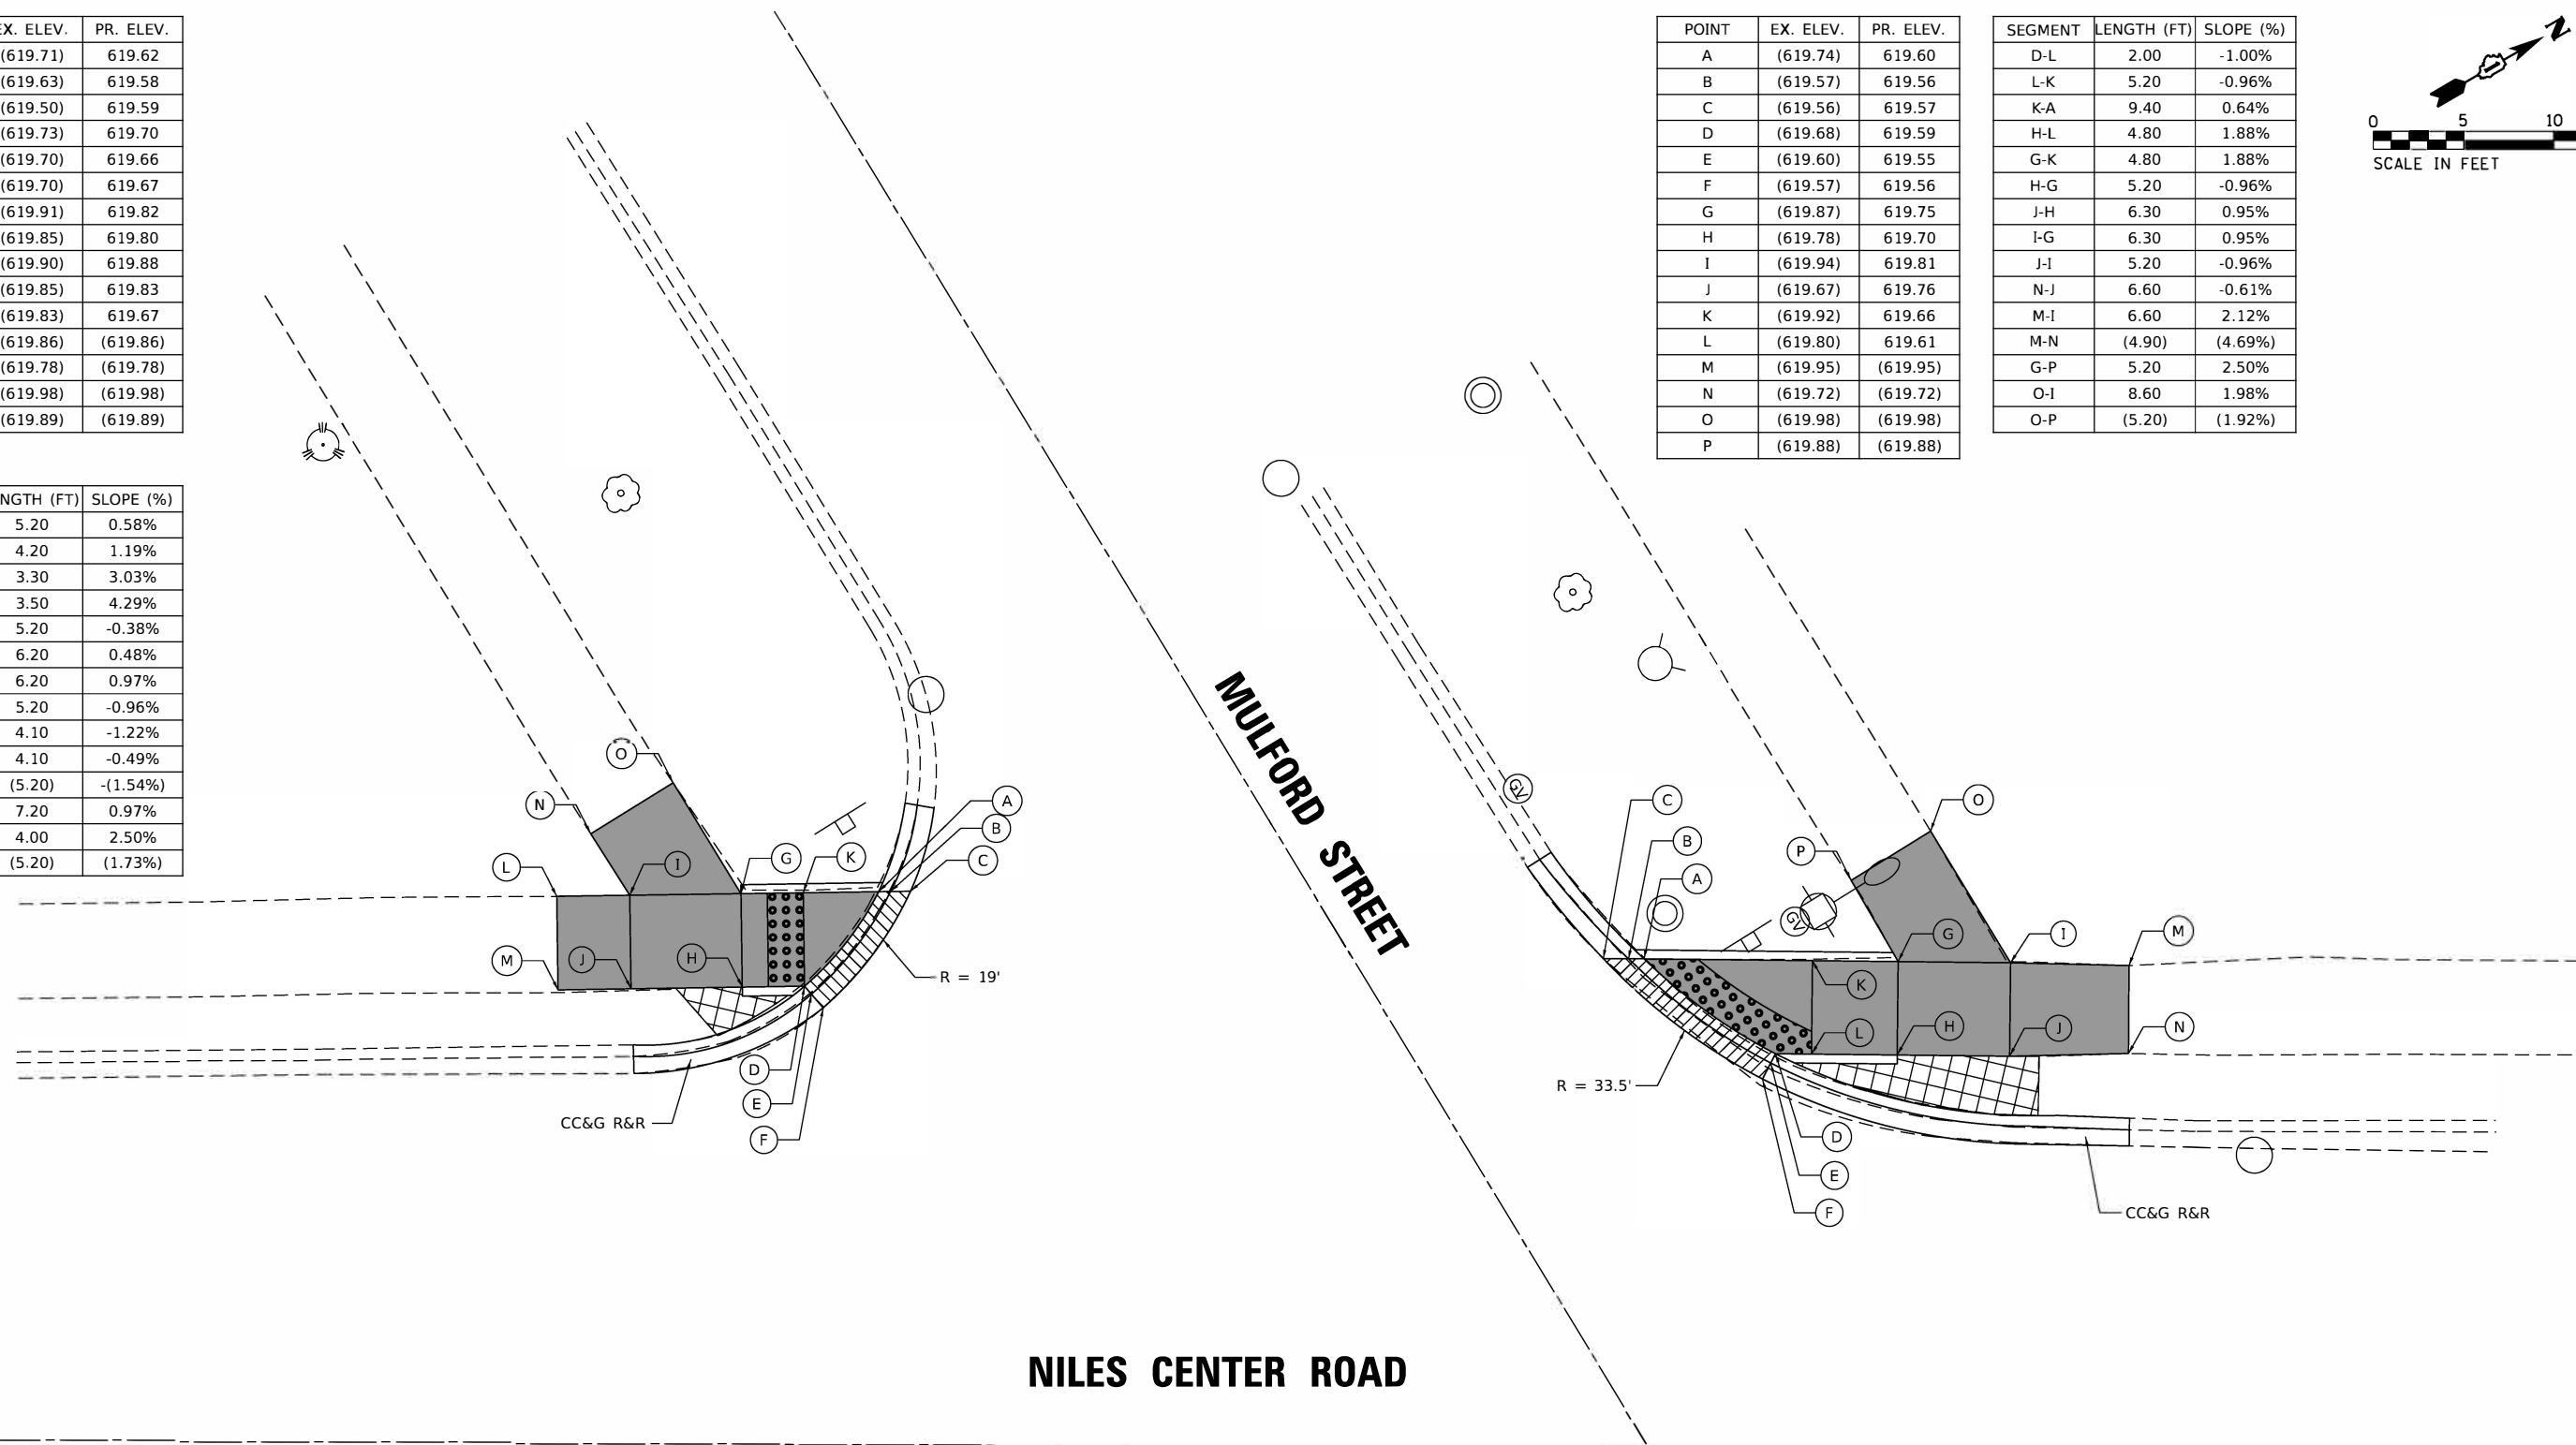 EX. ELEV. PR. ELEV.
(619.71) 619.62
(619.63) 619.58
(619.50) 619.59
(619.73) 619.70
(619.70) 619.66
(619.70) 619.67
(619.91) 619.82
(619.85) 619.80
(619.90) 619.88
(619.85) 619.83
(619.83) 619.67
(619.86) (619.86)
(619.78) (619.78)
(619.98) (619.98)
(619.89) (619.89)
NGTH (FT) SLOPE (%)
5.20 0.58%
4.20 1.19%
3.30 3.03%
3.50 4.29%
5.20 -0.38%
6.20 0.48%
6.20 0.97%
5.20 -0.96%
4.10 -1.22%
4.10 -0.49%
(5.20) -(1.54%)
7.20 0.97%
4.00 2.50%
(5.20) (1.73%)
POINT EX. ELEV. PR. ELEV.
A (619.74) 619.60
B (619.57) 619.56
C (619.56) 619.57
D (619.68) 619.59
E (619.60) 619.55
F (619.57) 619.56
G (619.87) 619.75
H (619.78) 619.70
I (619.94) 619.81
J (619.67) 619.76
K (619.92) 619.66
L (619.80) 619.61
M (619.95) (619.95)
N (619.72) (619.72)
O (619.98) (619.98)
P (619.88) (619.88)
SEGMENT LENGTH (FT) SLOPE (%)
D-L 2.00 -1.00%
L-K 5.20 -0.96%
K-A 9.40 0.64%
H-L 4.80 1.88%
G-K 4.80 1.88%
H-G 5.20 -0.96%
J-H 6.30 0.95%
I-G 6.30 0.95%
J-I 5.20 -0.96%
N-J 6.60 -0.61%
M-I 6.60 2.12%
M-N (4.90) (4.69%)
G-P 5.20 2.50%
O-I 8.60 1.98%
O-P (5.20) (1.92%)
N
0 5 10
SCALE IN FEET
O
N
A
B
L
I
G
K
C
M
J
H
R = 19'
D
E
F
CC&G R&R
MULFORD STREET
GV
C
O
B
P
A
GV
G
I
M
K
L
H
J
N
R = 33.5'
D
E
F
CC&G R&R
NILES CENTER ROAD